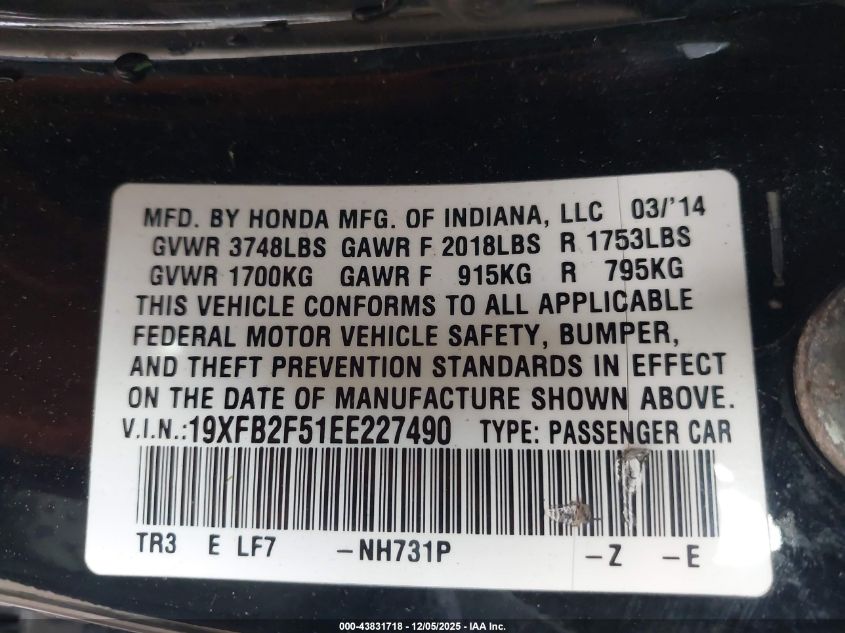 MFD. BY HONDA MFG. OF INDIANA, LLC 03/'14
GVWR 3748LBS GAWR F 2018LBS R 1753LBS
GVWR 1700KG GAWR F 915KG R 795KG
THIS VEHICLE CONFORMS TO ALL APPLICABLE
FEDERAL MOTOR VEHICLE SAFETY, BUMPER,
AND THEFT PREVENTION STANDARDS IN EFFECT
ON THE DATE OF MANUFACTURE SHOWN ABOVE.
V.I.N.:19XFB2F51EE227490 TYPE: PASSENGER CAR
TR3 E LF7 -NH731P -Z -E
000-43831718 - 12/05/2025 - IAA Inc.